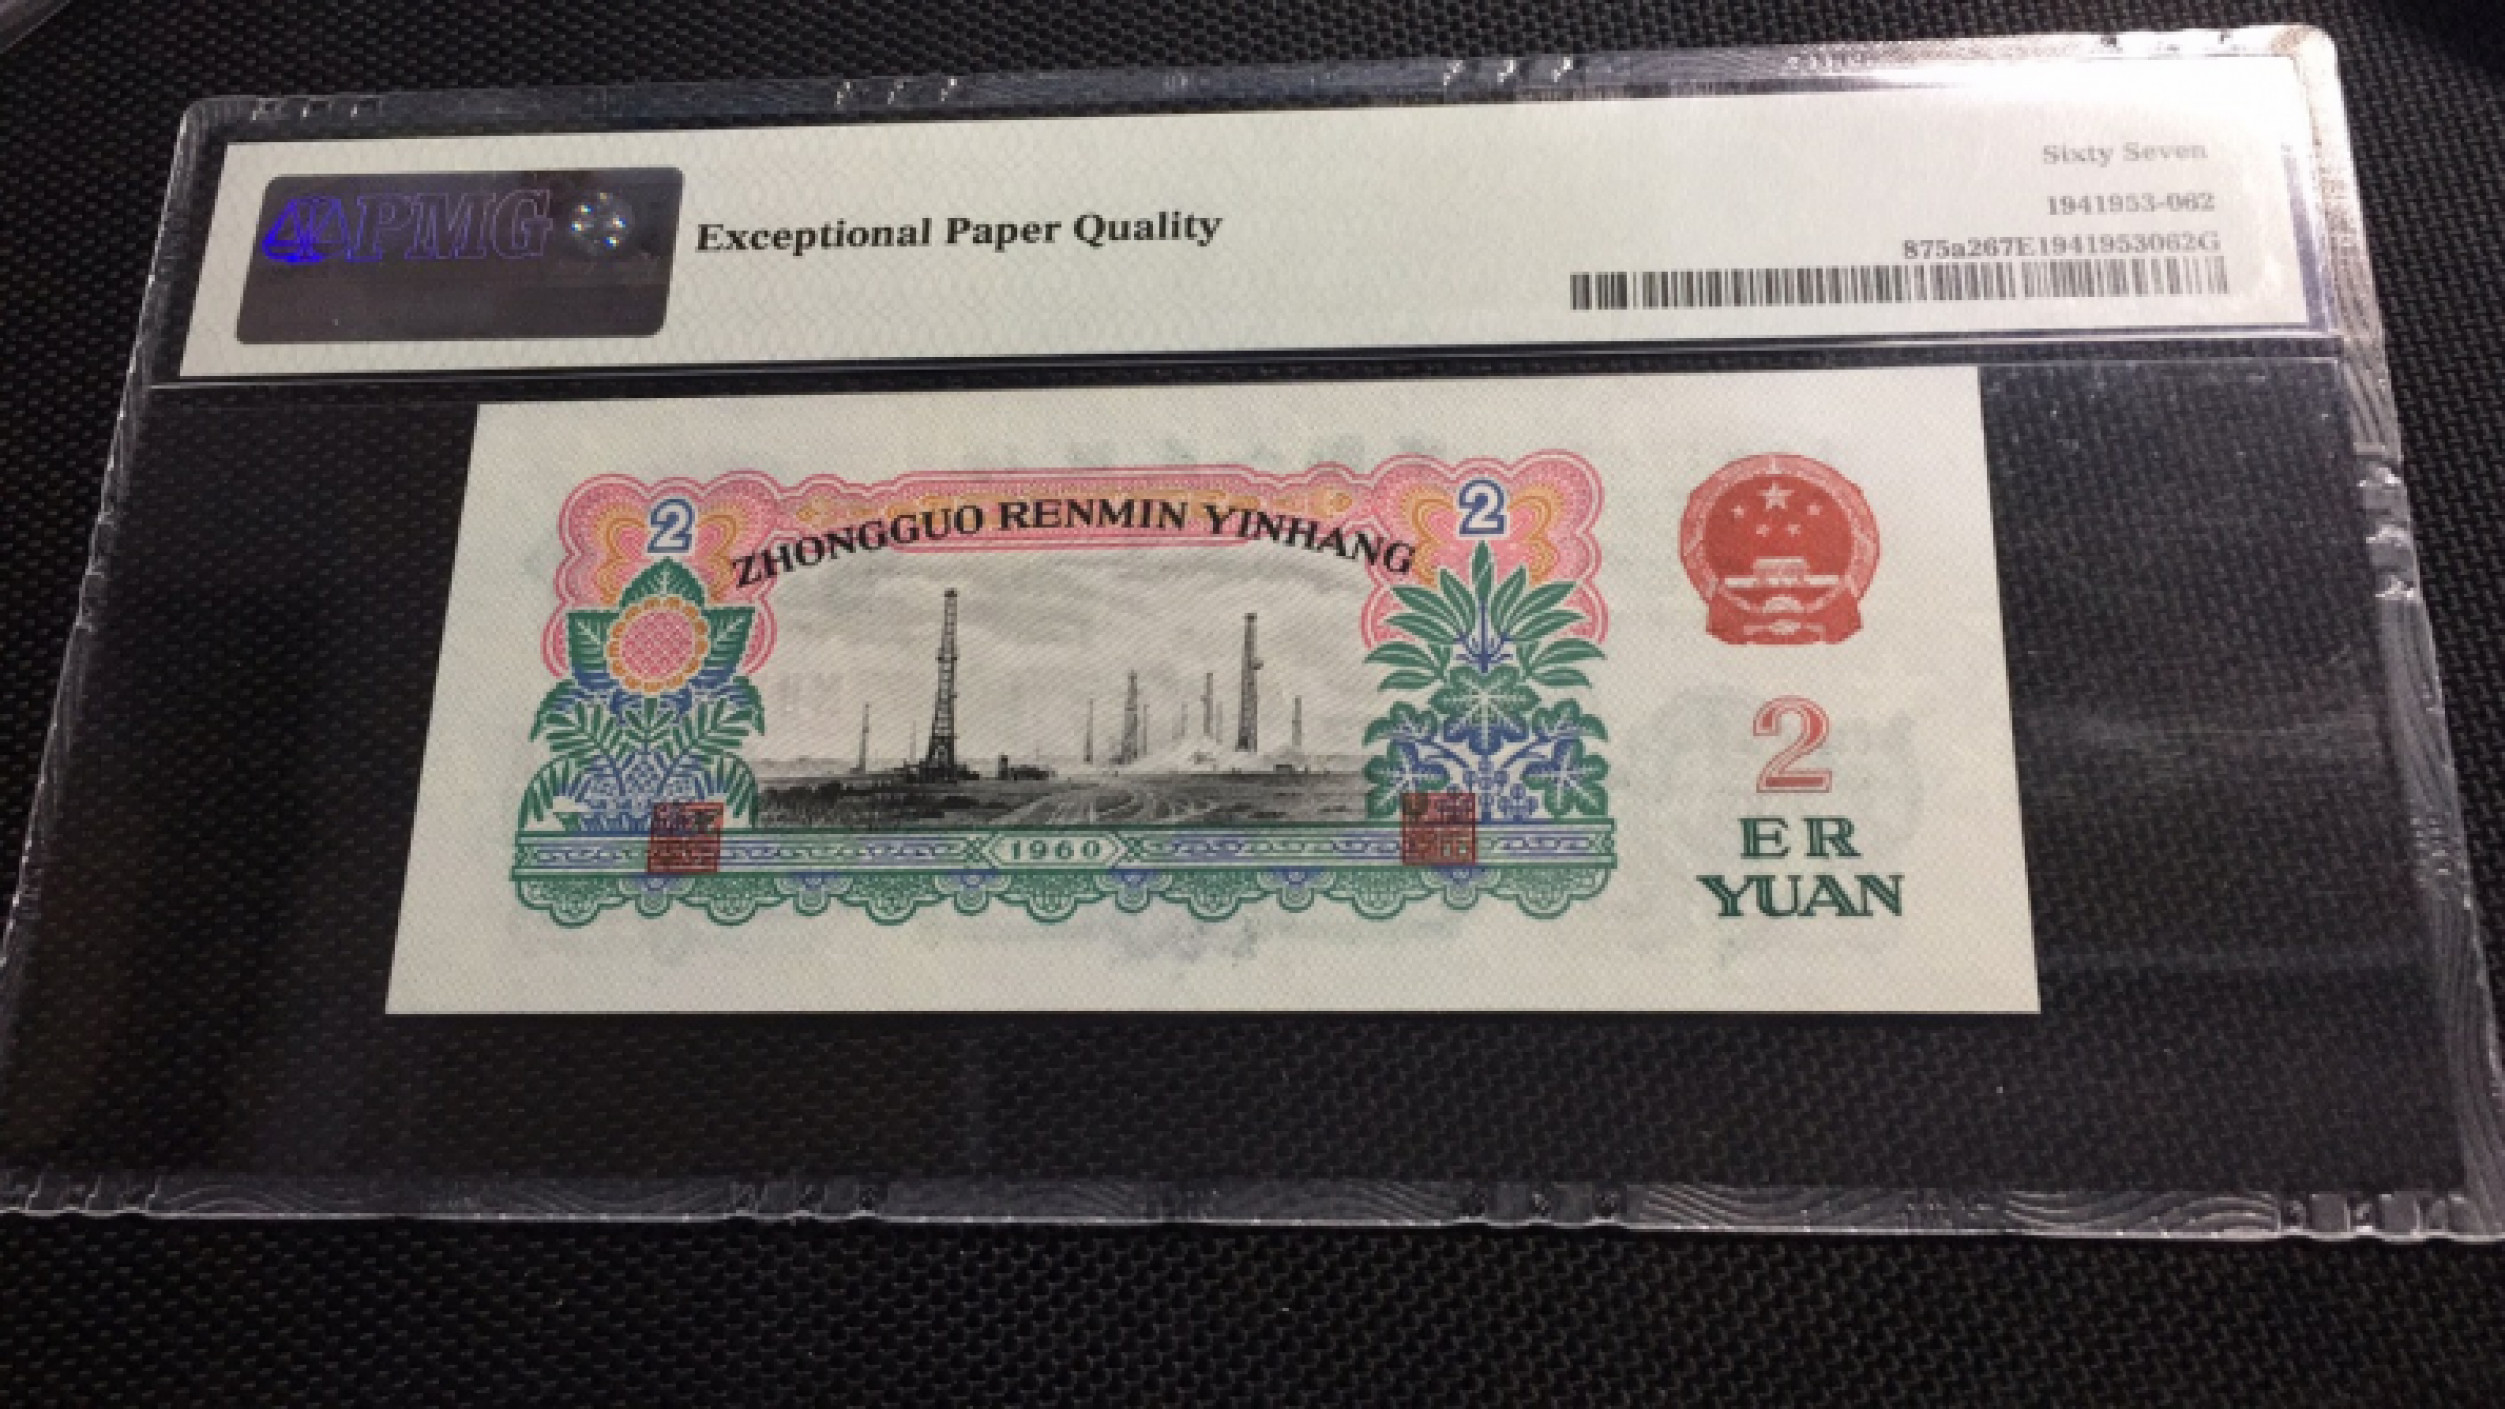 PMG
Exceptional Paper Quality
Sixty Seven
1941953-062
875a267E1941953062G
2
ZHONGGUO RENMIN YINHANG
2
1960
2
ER
YUAN